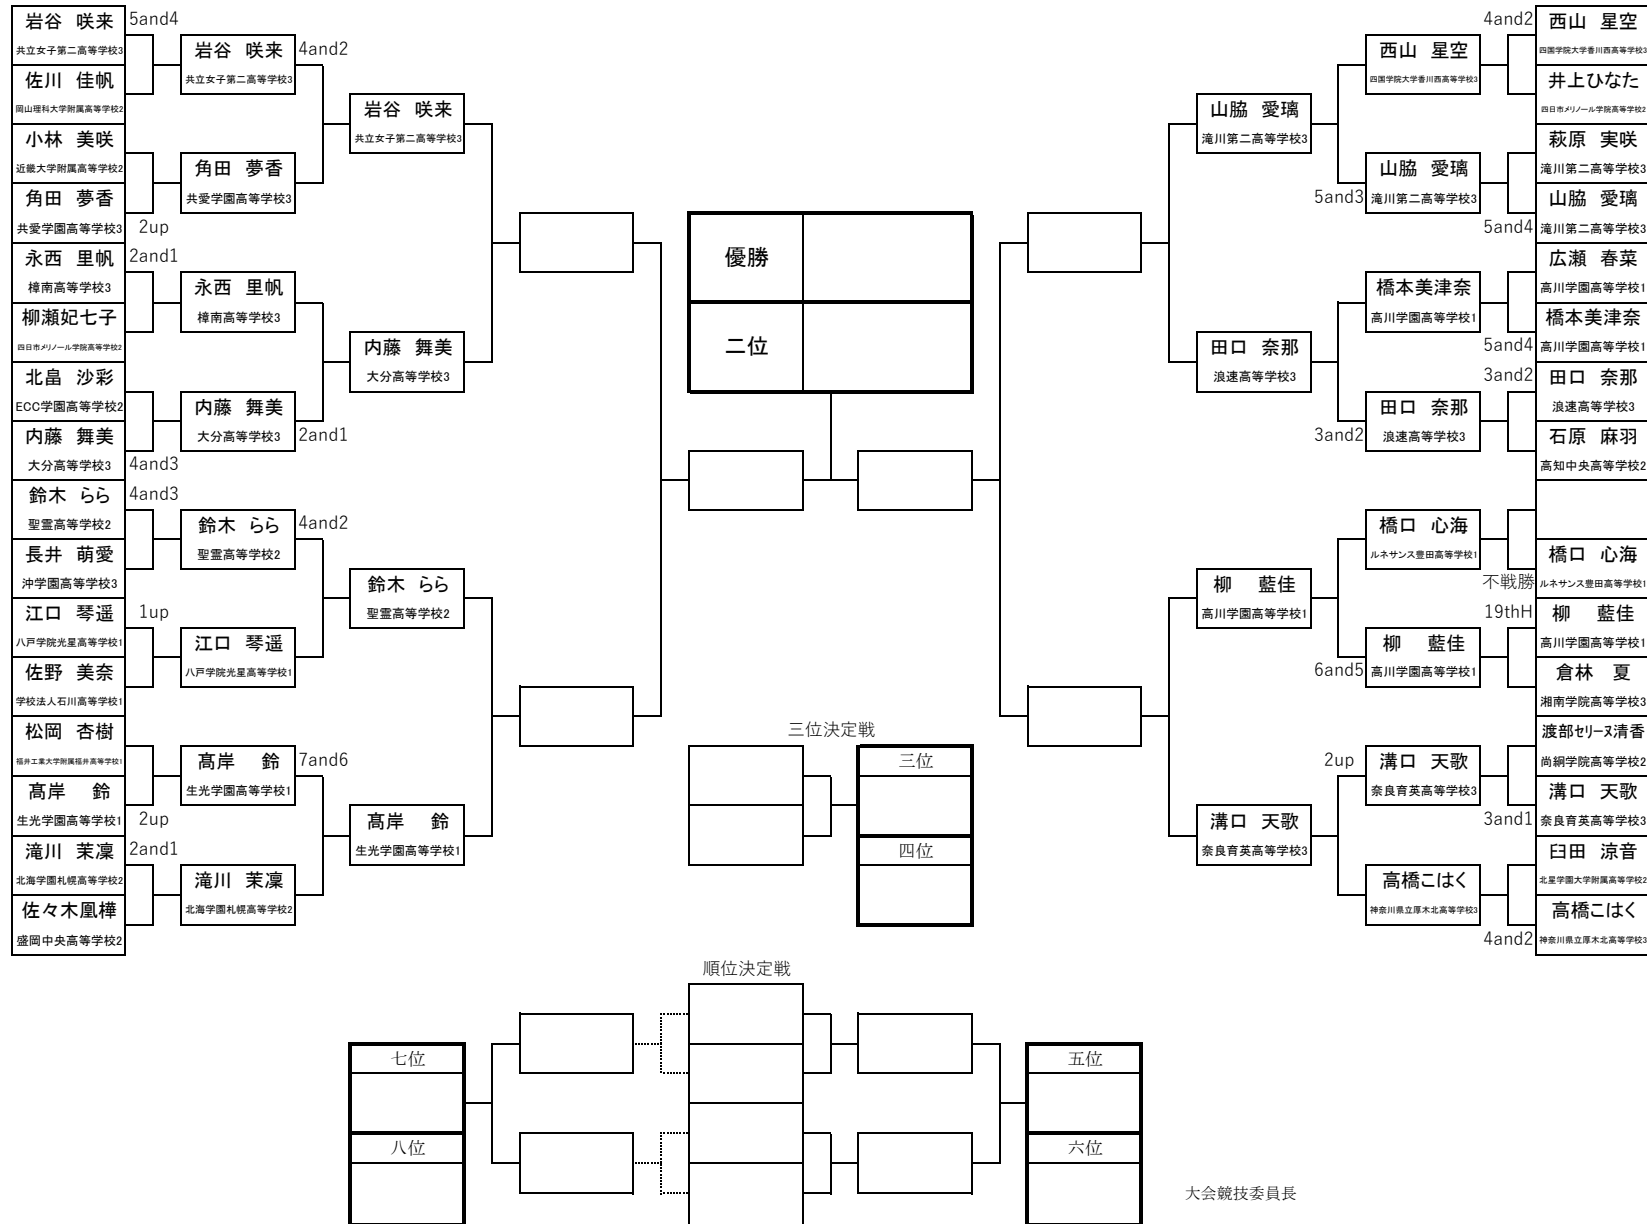 岩谷 咲来 5and4
共立女子第二高等学校3
佐川 佳帆
岡山理科大学附属高等学校2
小林 美咲
近畿大学附属高等学校2
角田 夢香
共愛学園高等学校3 2up
永西 里帆 2and1
樟南高等学校3
柳瀬妃七子
四日市メリノール学院高等学校2
北畠 沙彩
ECC学園高等学校2
内藤 舞美
大分高等学校3 4and3
鈴木 らら 4and3
聖霊高等学校2
長井 萌愛
沖学園高等学校3
江口 琴遥 1up
八戸学院光星高等学校1
佐野 美奈
学校法人石川高等学校1
松岡 杏樹
福井工業大学附属福井高等学校1
髙岸 鈴
生光学園高等学校1 2up
滝川 茉凜 2and1
北海学園札幌高等学校2
佐々木凰樺
盛岡中央高等学校2
岩谷 咲来 4and2
共立女子第二高等学校3
角田 夢香
共愛学園高等学校3
永西 里帆
樟南高等学校3
内藤 舞美
大分高等学校3 2and1
鈴木 らら 4and2
聖霊高等学校2
江口 琴遥
八戸学院光星高等学校1
髙岸 鈴 7and6
生光学園高等学校1
滝川 茉凜
北海学園札幌高等学校2
岩谷 咲来
共立女子第二高等学校3
内藤 舞美
大分高等学校3
鈴木 らら
聖霊高等学校2
髙岸 鈴
生光学園高等学校1
優勝
二位
三位決定戦
三位
四位
山脇 愛璃
滝川第二高等学校3
田口 奈那
浪速高等学校3
柳 藍佳
高川学園高等学校1
溝口 天歌
奈良育英高等学校3
西山 星空
四国学院大学香川西高等学校3
山脇 愛璃
5and3 滝川第二高等学校3
橋本美津奈
高川学園高等学校1
田口 奈那
3and2 浪速高等学校3
橋口 心海
ルネサンス豊田高等学校1
柳 藍佳
6and5 高川学園高等学校1
2up 溝口 天歌
奈良育英高等学校3
高橋こはく
神奈川県立厚木北高等学校3
4and2 西山 星空
四国学院大学香川西高等学校3
井上ひなた
四日市メリノール学院高等学校2
萩原 実咲
滝川第二高等学校3
山脇 愛璃
5and4 滝川第二高等学校3
広瀬 春菜
高川学園高等学校1
橋本美津奈
5and4 高川学園高等学校1
3and2 田口 奈那
浪速高等学校3
石原 麻羽
高知中央高等学校2
橋口 心海
不戦勝 ルネサンス豊田高等学校1
19thH 柳 藍佳
高川学園高等学校1
倉林 夏
湘南学院高等学校3
渡部セリーヌ清香
尚絅学院高等学校2
溝口 天歌
3and1 奈良育英高等学校3
臼田 涼音
北星学園大学附属高等学校2
高橋こはく
4and2 神奈川県立厚木北高等学校3
順位決定戦
七位
八位
五位
六位
大会競技委員長